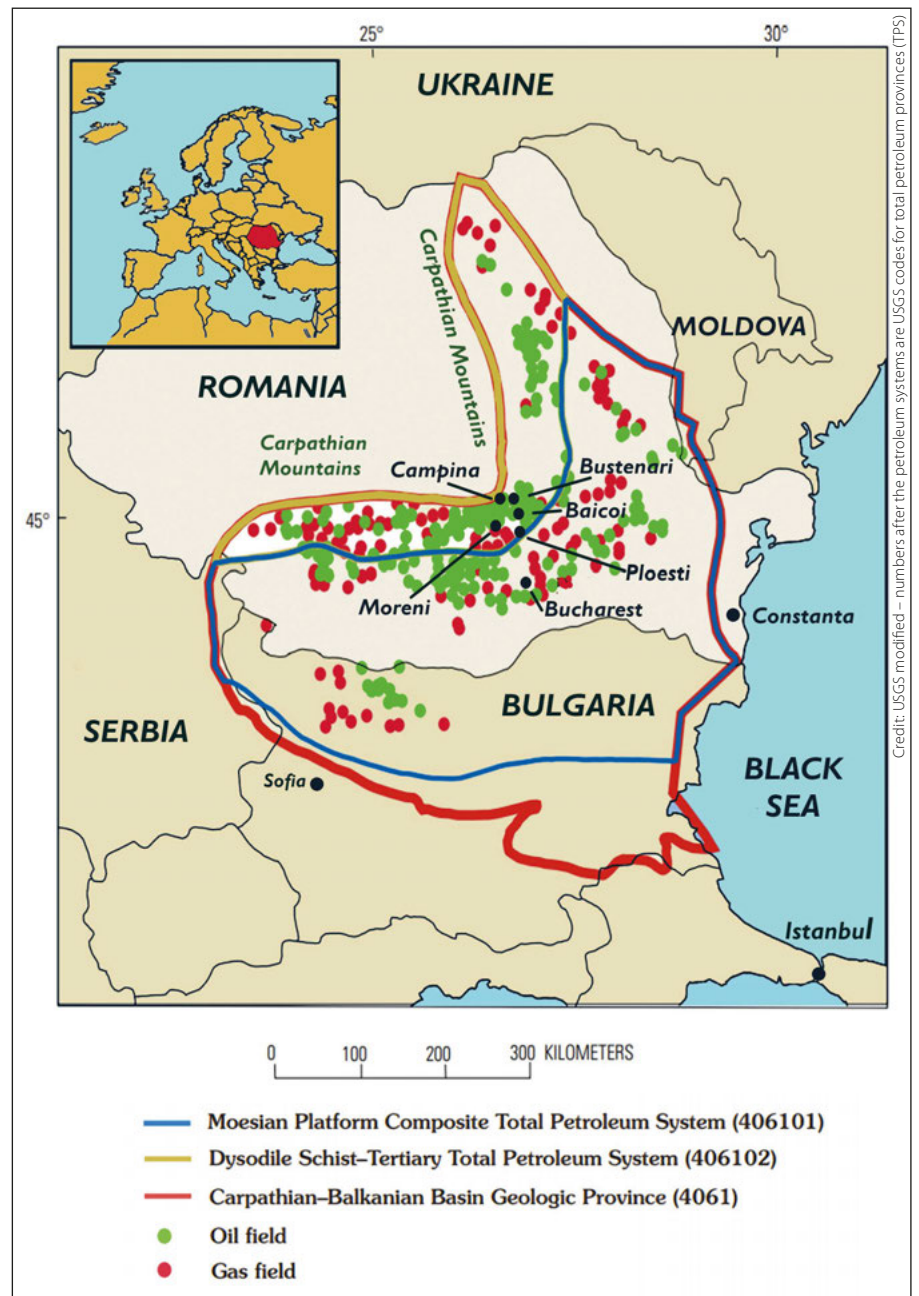 25°
30°
UKRAINE
Carpathian Mountains
MOLDOVA
ROMANIA
Carpathian
Mountains
Campina
Bustenari
Baicoi
45°
Ploesti
Moreni
Bucharest
Constanta
BULGARIA
SERBIA
BLACK
SEA
Sofia
Istanbul
0 100 200 300 KILOMETERS
Moesian Platform Composite Total Petroleum System (406101)
Dysodile Schist–Tertiary Total Petroleum System (406102)
Carpathian–Balkanian Basin Geologic Province (4061)
Oil field
Gas field
Credit: USGS modified – numbers after the petroleum systems are USGS codes for total petroleum provinces (TPS)